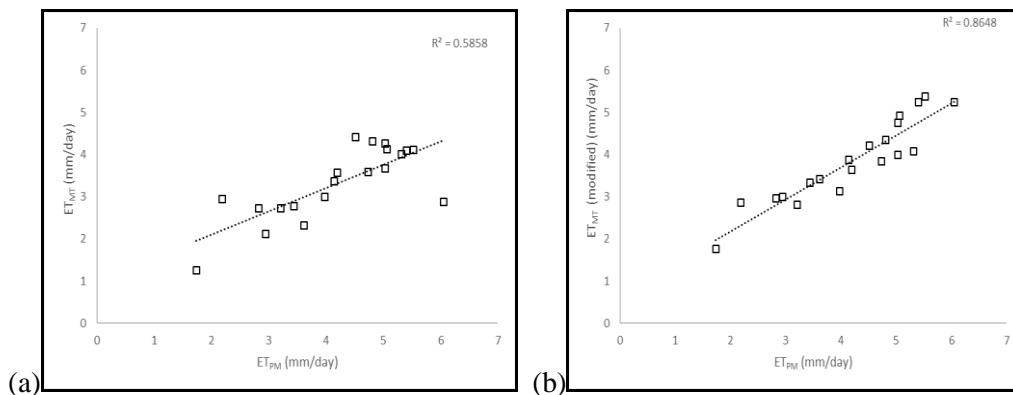 R² = 0.5858
7
6
5
4
3
2
1
0
ET_MT (mm/day)
0 1 2 3 4 5 6 7
ET_PM (mm/day)
(a)
R² = 0.8648
7
6
5
4
3
2
1
0
ET_MT (modified) (mm/day)
0 1 2 3 4 5 6 7
ET_PM (mm/day)
(b)